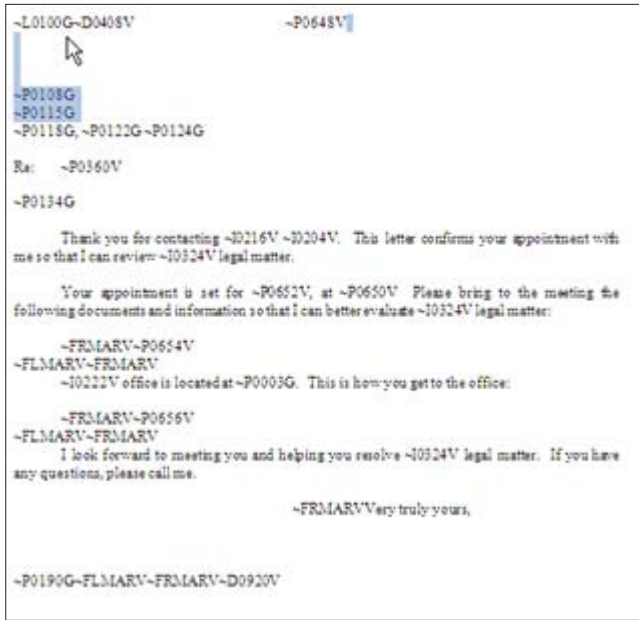 ~L0100G~D0408V ~P0648V
~P0108G
~P0115G
~P0118G, ~P0122G ~P0124G
Re: ~P0360V
~P0134G
Thank you for contacting ~I0216V ~I0204V. This letter confirms your appointment with
me so that I can review ~I0324V legal matter.
Your appointment is set for ~P0652V, at ~P0650V Please bring to the meeting the
following documents and information so that I can better evaluate ~I0324V legal matter:
~FRMARV~P0654V
~FLMARV~FRMARV
~I0222V office is located at ~P0003G. This is how you get to the office:
~FRMARV~P0656V
~FLMARV~FRMARV
I look forward to meeting you and helping you resolve ~I0324V legal matter. If you have
any questions, please call me.
~FRMARVVery truly yours,
~P0190G~FLMARV~FRMARV~D0920V